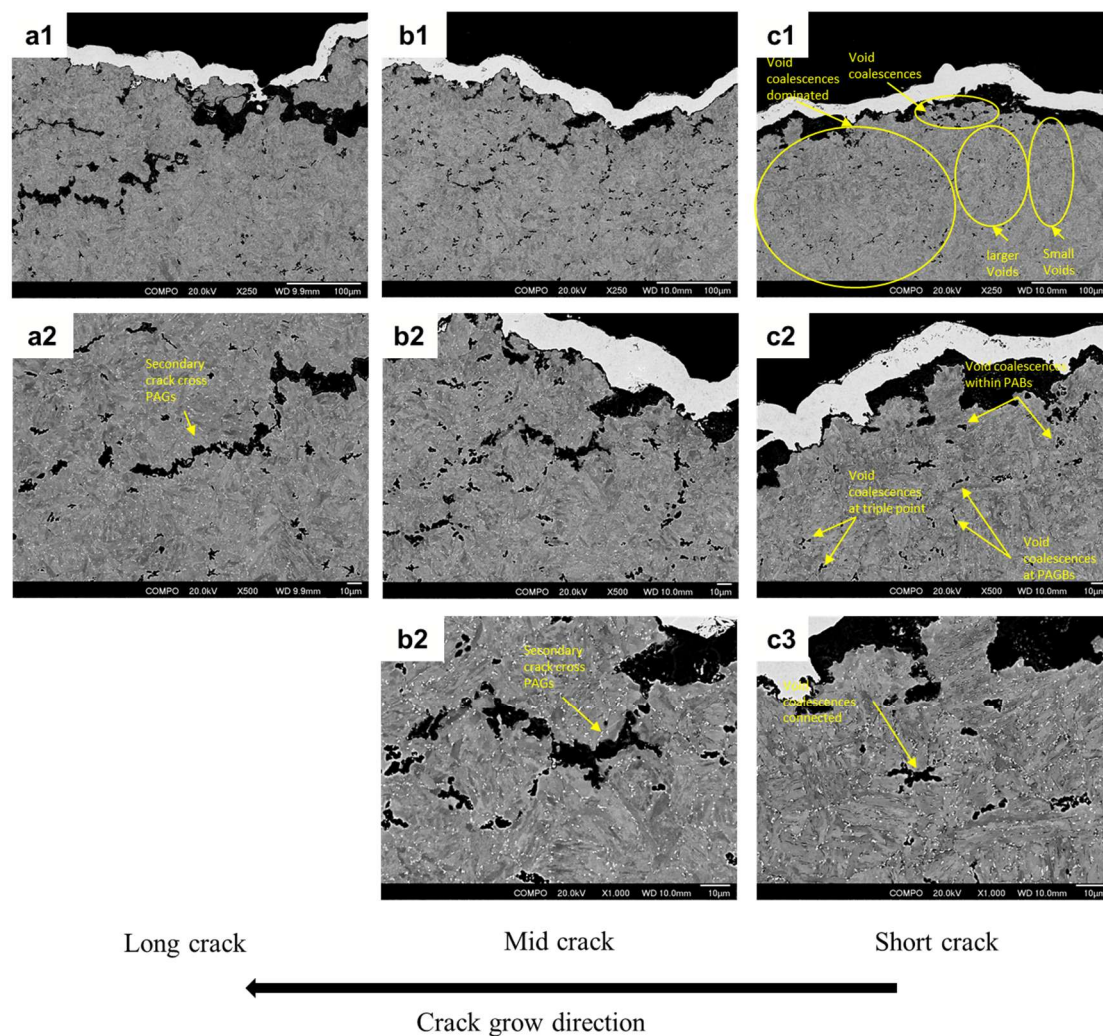 a1
COMPO 20.0kV X250 WD 9.9mm 100µm
b1
COMPO 20.0kV X250 WD 10.0mm 100µm
c1
Void
coalescences
dominated
Void
coalescences
larger
Voids
Small
Voids
COMPO 20.0kV X250 WD 10.0mm 100µm
a2
Secondary
crack cross
PAGs
COMPO 20.0kV X500 WD 9.9mm 10µm
b2
COMPO 20.0kV X500 WD 10.0mm 10µm
c2
Void coalescences
within PABs
Void
coalescences
at triple point
Void
coalescences
at PAGBs
COMPO 20.0kV X500 WD 10.0mm 10µm
b2
Secondary
crack cross
PAGs
COMPO 20.0kV X1,000 WD 10.0mm 10µm
c3
Void
coalescences
connected
COMPO 20.0kV X1,000 WD 10.0mm 10µm
Long crack
Mid crack
Short crack
Crack grow direction